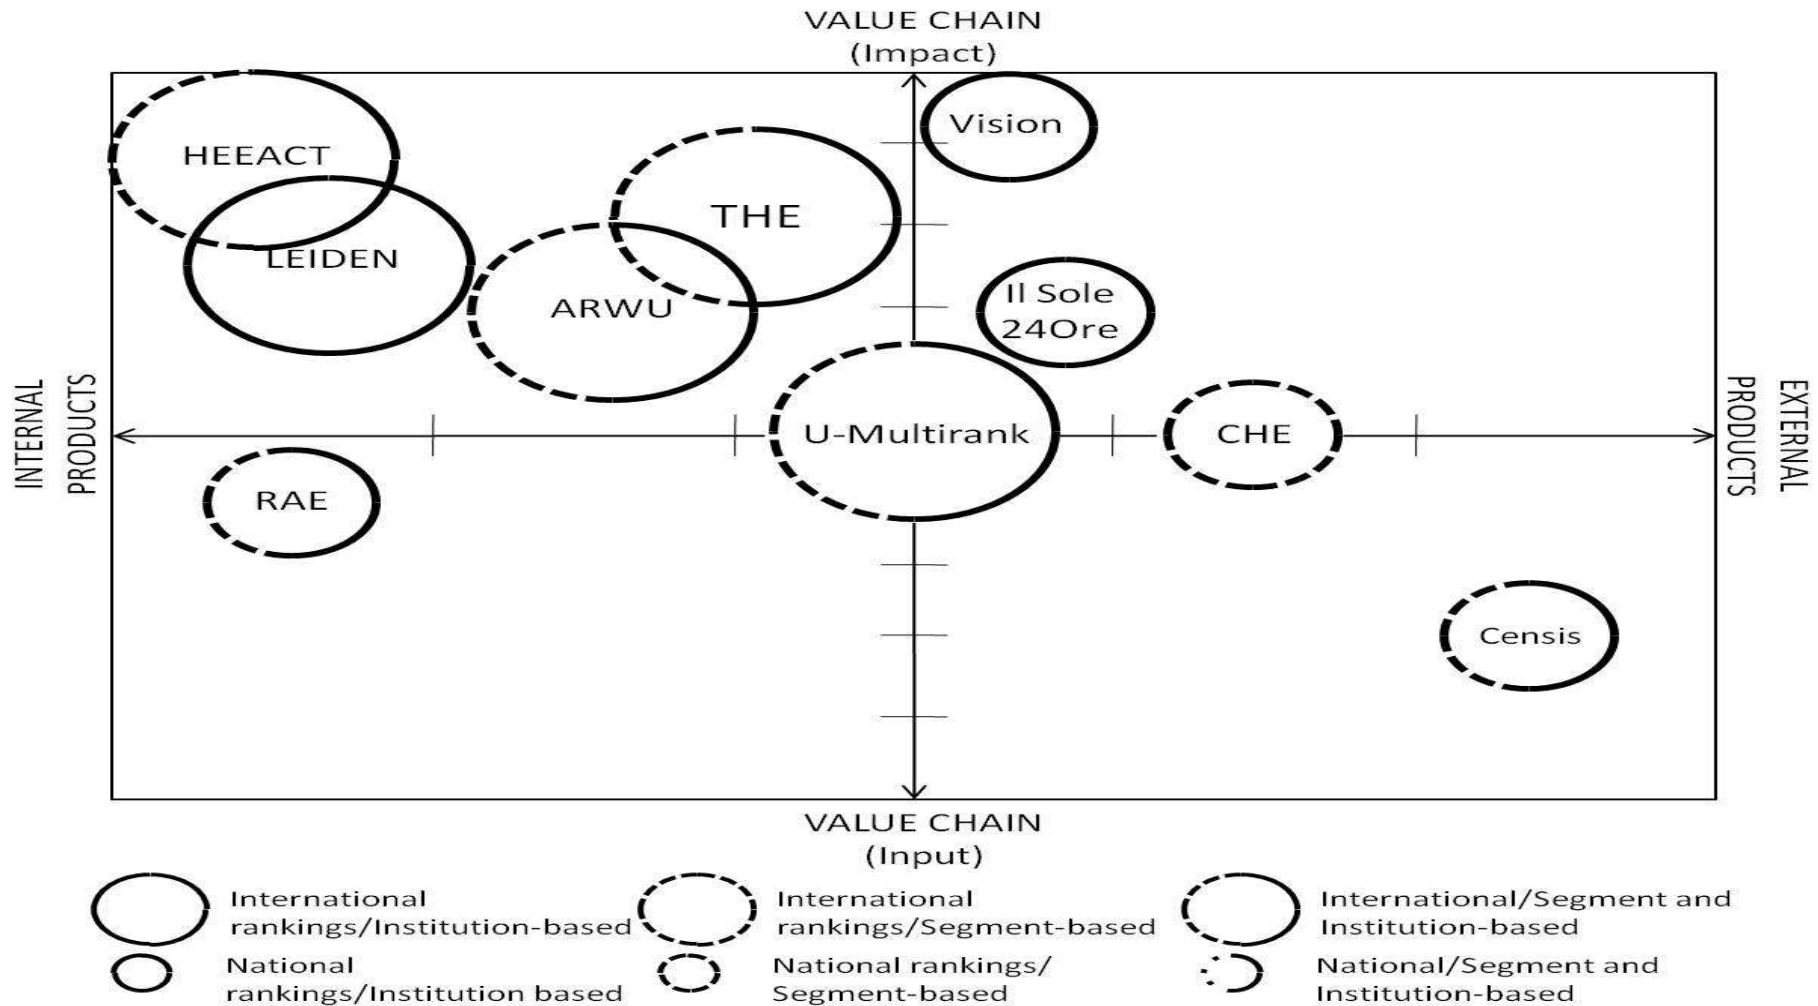 VALUE CHAIN
(Impact)
Vision
HEEACT
THE
LEIDEN
ARWU
Il Sole
24Ore
INTERNAL
PRODUCTS
U-Multirank
CHE
EXTERNAL
PRODUCTS
RAE
Censis
VALUE CHAIN
(Input)
International
rankings/Institution-based
International
rankings/Segment-based
International/Segment and
Institution-based
National
rankings/Institution based
National rankings/
Segment-based
National/Segment and
Institution-based